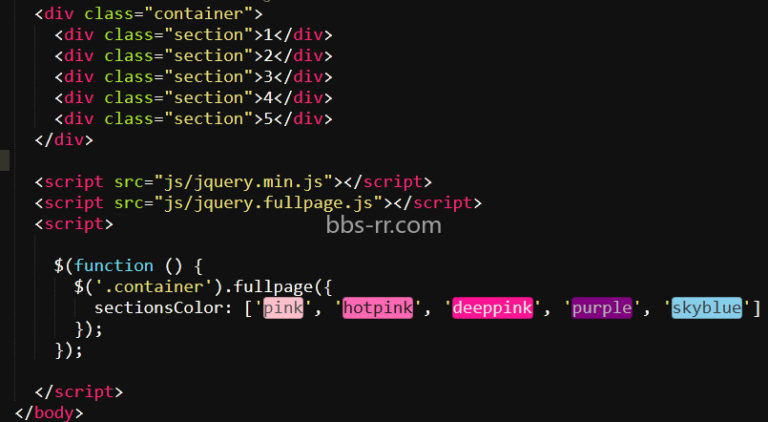 <div class="container">
<div class="section">1</div>
<div class="section">2</div>
<div class="section">3</div>
<div class="section">4</div>
<div class="section">5</div>
</div>
<script src="js/jquery.min.js"></script>
<script src="js/jquery.fullpage.js"></script>
<script>
bbs-rr.com
$(function () {
$('.container').fullpage({
sectionsColor: ['pink', 'hotpink', 'deeppink', 'purple', 'skyblue']
});
});
</script>
</body>